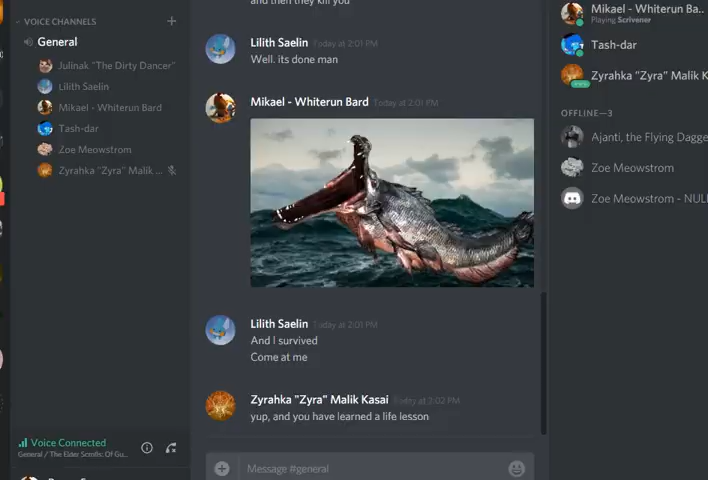 VOICE CHANNELS
General
Julinak "The Dirty Dancer"
Lilith Saelin
Mikael - Whiterun Bard
Tash-dar
Zoe Meowstrom
Zyrahka "Zyra" Malik ...
Voice Connected
General / The Elder Scrolls: Of Gu...
and then they kill you
Lilith Saelin Today at 2:01 PM
Well. its done man
Mikael - Whiterun Bard Today at 2:01 PM
Lilith Saelin Today at 2:01 PM
And I survived
Come at me
Zyrahka "Zyra" Malik Kasai Today at 2:02 PM
yup, and you have learned a life lesson
Message #general
Mikael - Whiterun Ba..
Playing Scrivener
Tash-dar
Zyrahka "Zyra" Malik K
OFFLINE—3
Ajanti, the Flying Dagge
Zoe Meowstrom
Zoe Meowstrom - NUL